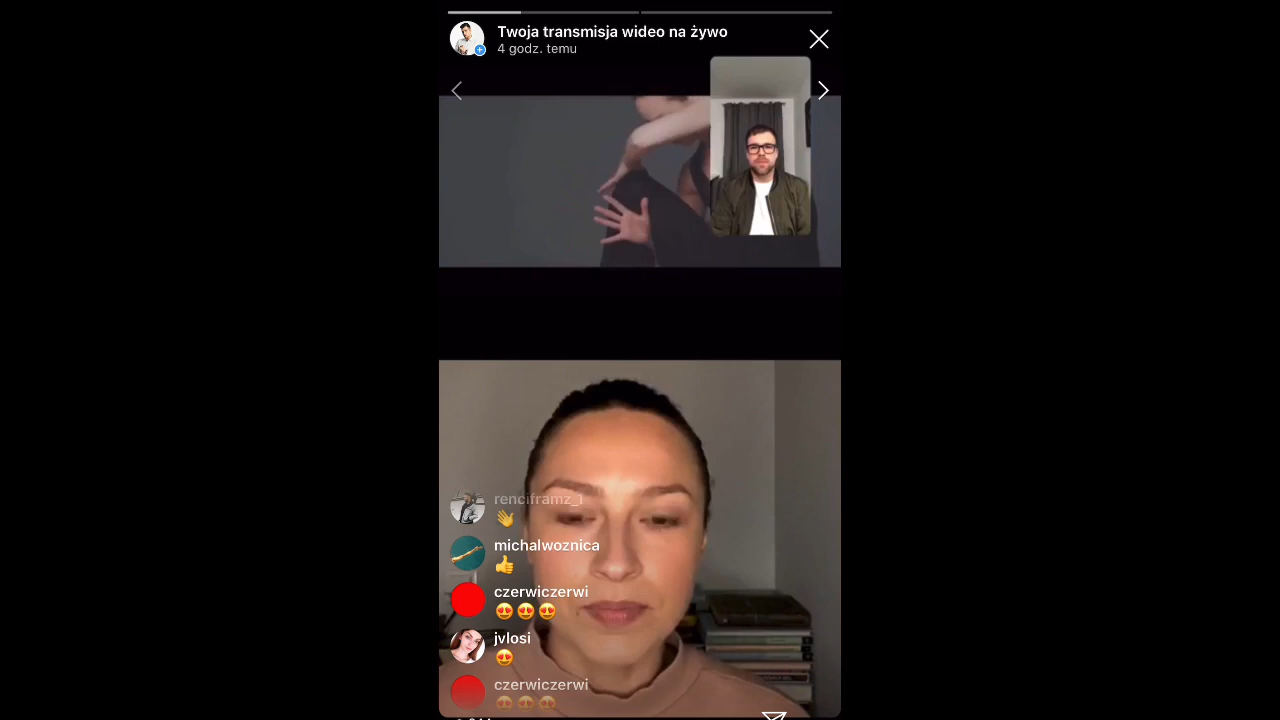 Twoja transmisja wideo na żywo
4 godz. temu
renciframz_i
michalwoznica
czerwiczerwi
jvlosi
czerwiczerwi